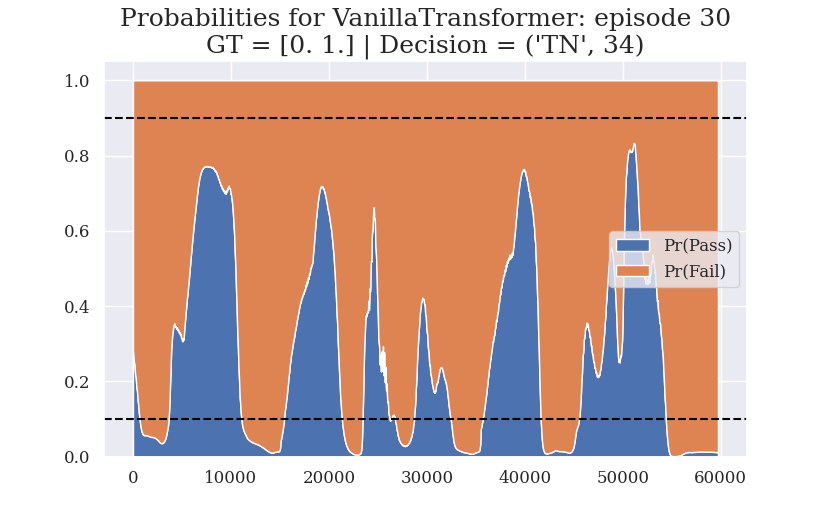 Probabilities for VanillaTransformer: episode 30
GT = [0. 1.] | Decision = ('TN', 34)
1.0
0.8
0.6
0.4
0.2
0.0
Pr(Pass)
Pr(Fail)
0 10000 20000 30000 40000 50000 60000